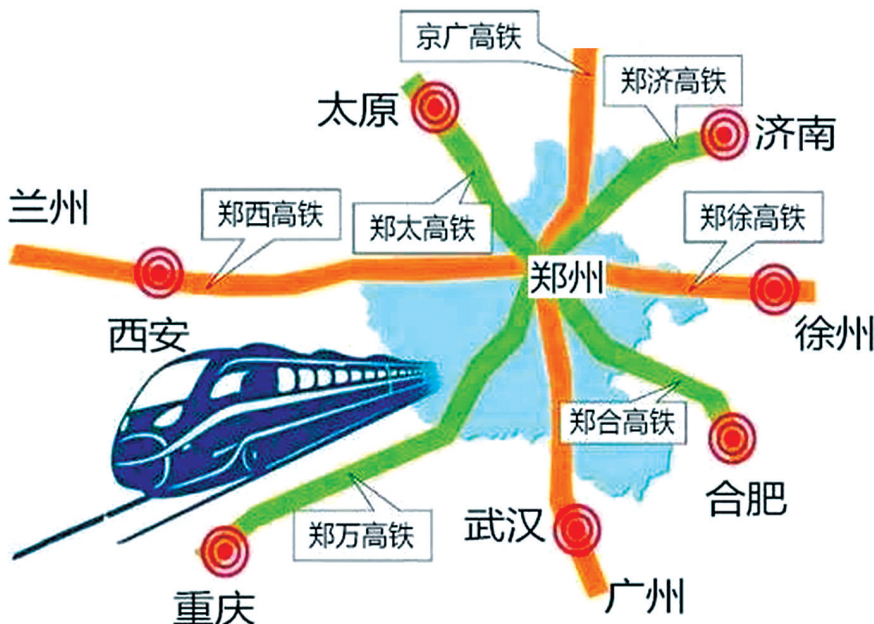 京广高铁
郑济高铁
太原
济南
兰州
郑西高铁
郑太高铁
郑徐高铁
郑州
西安
徐州
郑合高铁
合肥
武汉
郑万高铁
重庆
广州